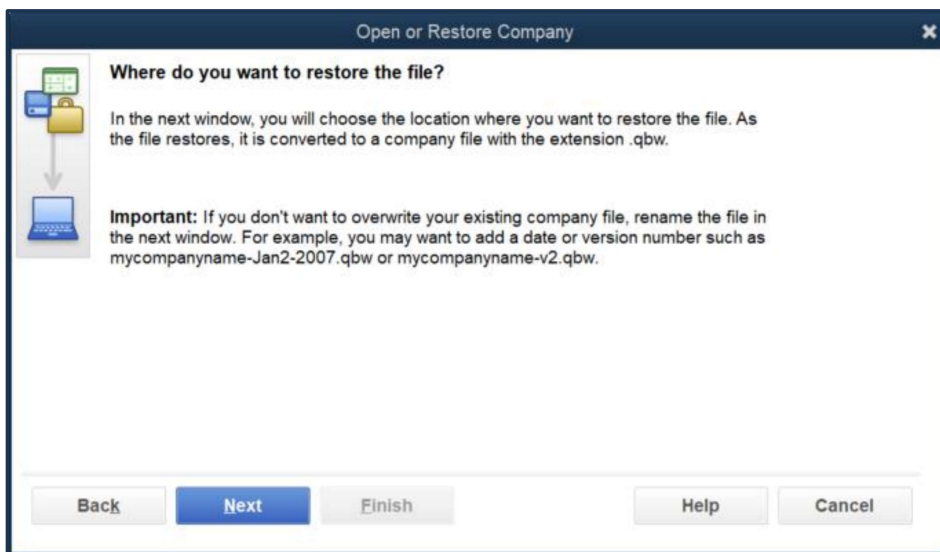 Open or Restore Company
Where do you want to restore the file?
In the next window, you will choose the location where you want to restore the file. As
the file restores, it is converted to a company file with the extension .qbw.
Important: If you don't want to overwrite your existing company file, rename the file in
the next window. For example, you may want to add a date or version number such as
mycompanyname-Jan2-2007.qbw or mycompanyname-v2.qbw.
Back
Next
Finish
Help
Cancel